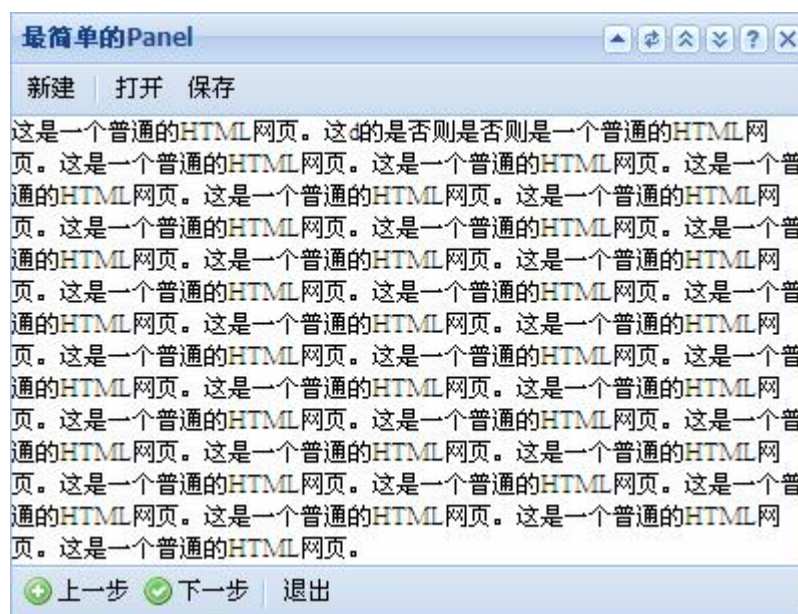 最简单的Panel
新建 打开 保存
这是一个普通的HTML网页。这d的是否则是否则是一个普通的HTML网
页。这是一个普通的HTML网页。这是一个普通的HTML网页。这是一个普
通的HTML网页。这是一个普通的HTML网页。这是一个普通的HTML网
页。这是一个普通的HTML网页。这是一个普通的HTML网页。这是一个普
通的HTML网页。这是一个普通的HTML网页。这是一个普通的HTML网
页。这是一个普通的HTML网页。这是一个普通的HTML网页。这是一个普
通的HTML网页。这是一个普通的HTML网页。这是一个普通的HTML网
页。这是一个普通的HTML网页。这是一个普通的HTML网页。这是一个普
通的HTML网页。这是一个普通的HTML网页。这是一个普通的HTML网
页。这是一个普通的HTML网页。这是一个普通的HTML网页。这是一个普
通的HTML网页。这是一个普通的HTML网页。这是一个普通的HTML网
页。这是一个普通的HTML网页。这是一个普通的HTML网页。这是一个普
通的HTML网页。这是一个普通的HTML网页。这是一个普通的HTML网
页。这是一个普通的HTML网页。
上一步 下一步 退出